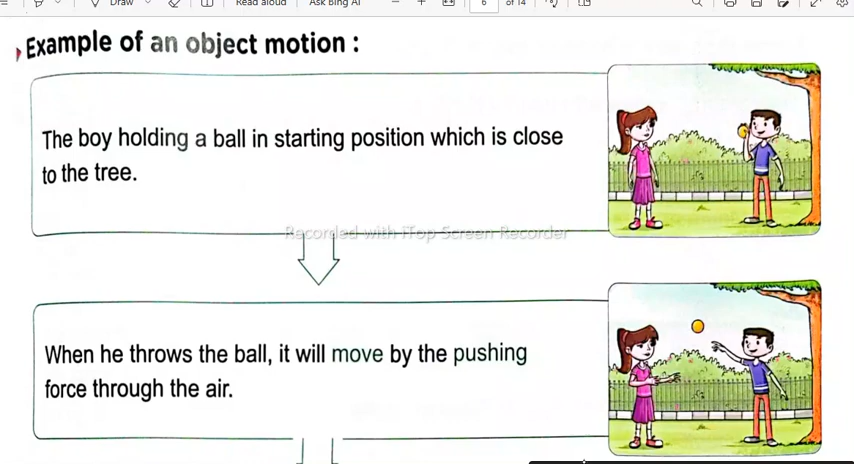 Draw
Read aloud
Ask Bing AI
6
of 14
Example of an object motion :
The boy holding a ball in starting position which is close
to the tree.
Recorded with iTop Screen Recorder
When he throws the ball, it will move by the pushing
force through the air.